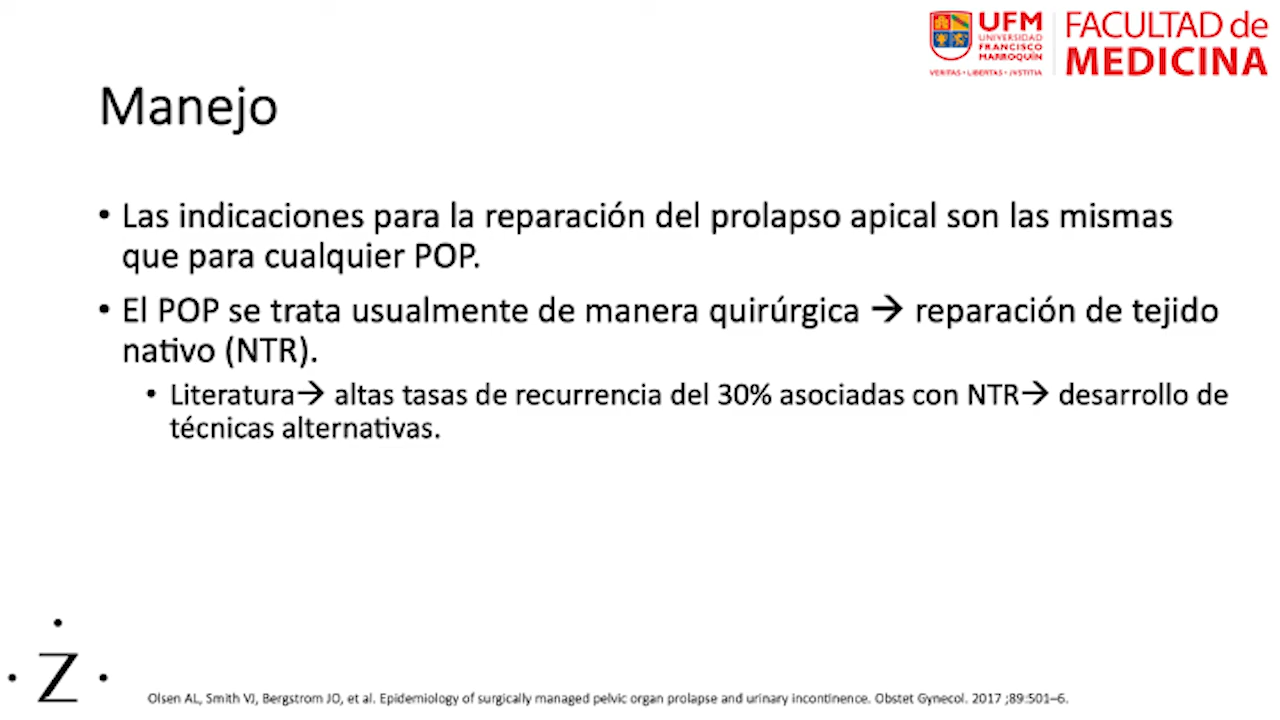 UFM
UNIVERSIDAD
FRANCISCO
MARROQUÍN
VERITAS • LIBERTAS • JVSTITIA
FACULTAD de
MEDICINA
Manejo
• Las indicaciones para la reparación del prolapso apical son las mismas
que para cualquier POP.
• El POP se trata usualmente de manera quirúrgica → reparación de tejido
nativo (NTR).
• Literatura→ altas tasas de recurrencia del 30% asociadas con NTR→ desarrollo de
técnicas alternativas.
Z
Olsen AL, Smith VJ, Bergstrom JO, et al. Epidemiology of surgically managed pelvic organ prolapse and urinary incontinence. Obstet Gynecol. 2017 ;89:501–6.